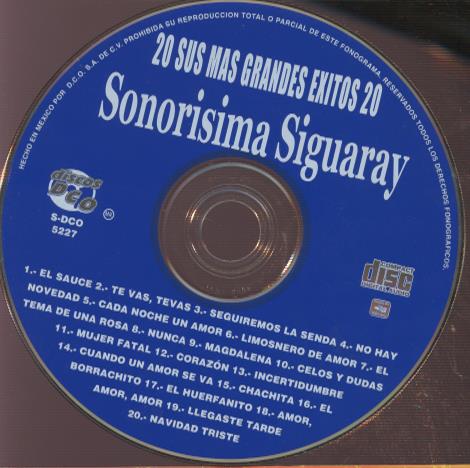 HECHO EN MEXICO POR D.C.O. S.A. DE C.V. PROHIBIDA SU REPRODUCCION TOTAL O PARCIAL DE ESTE FONOGRAMA. RESERVADOS TODOS LOS DERECHOS FONOGRAFICOS.
20 SUS MAS GRANDES EXITOS 20
Sonorisima Siguaray
discos
DCO
S-DCO
5227
COMPACT
disc
DIGITAL AUDIO
1.- EL SAUCE 2.- TE VAS, TEVAS 3.- SEGUIREMOS LA SENDA 4.- NO HAY
NOVEDAD 5.- CADA NOCHE UN AMOR 6.- LIMOSNERO DE AMOR 7.- EL
TEMA DE UNA ROSA 8.- NUNCA 9.- MAGDALENA 10.- CELOS Y DUDAS
11.- MUJER FATAL 12.- CORAZÓN 13.- INCERTIDUMBRE
14.- CUANDO UN AMOR SE VA 15.- CHACHITA 16.- EL
BORRACHITO 17.- EL HUERFANITO 18.- AMOR,
AMOR, AMOR 19.- LLEGASTE TARDE
20.- NAVIDAD TRISTE